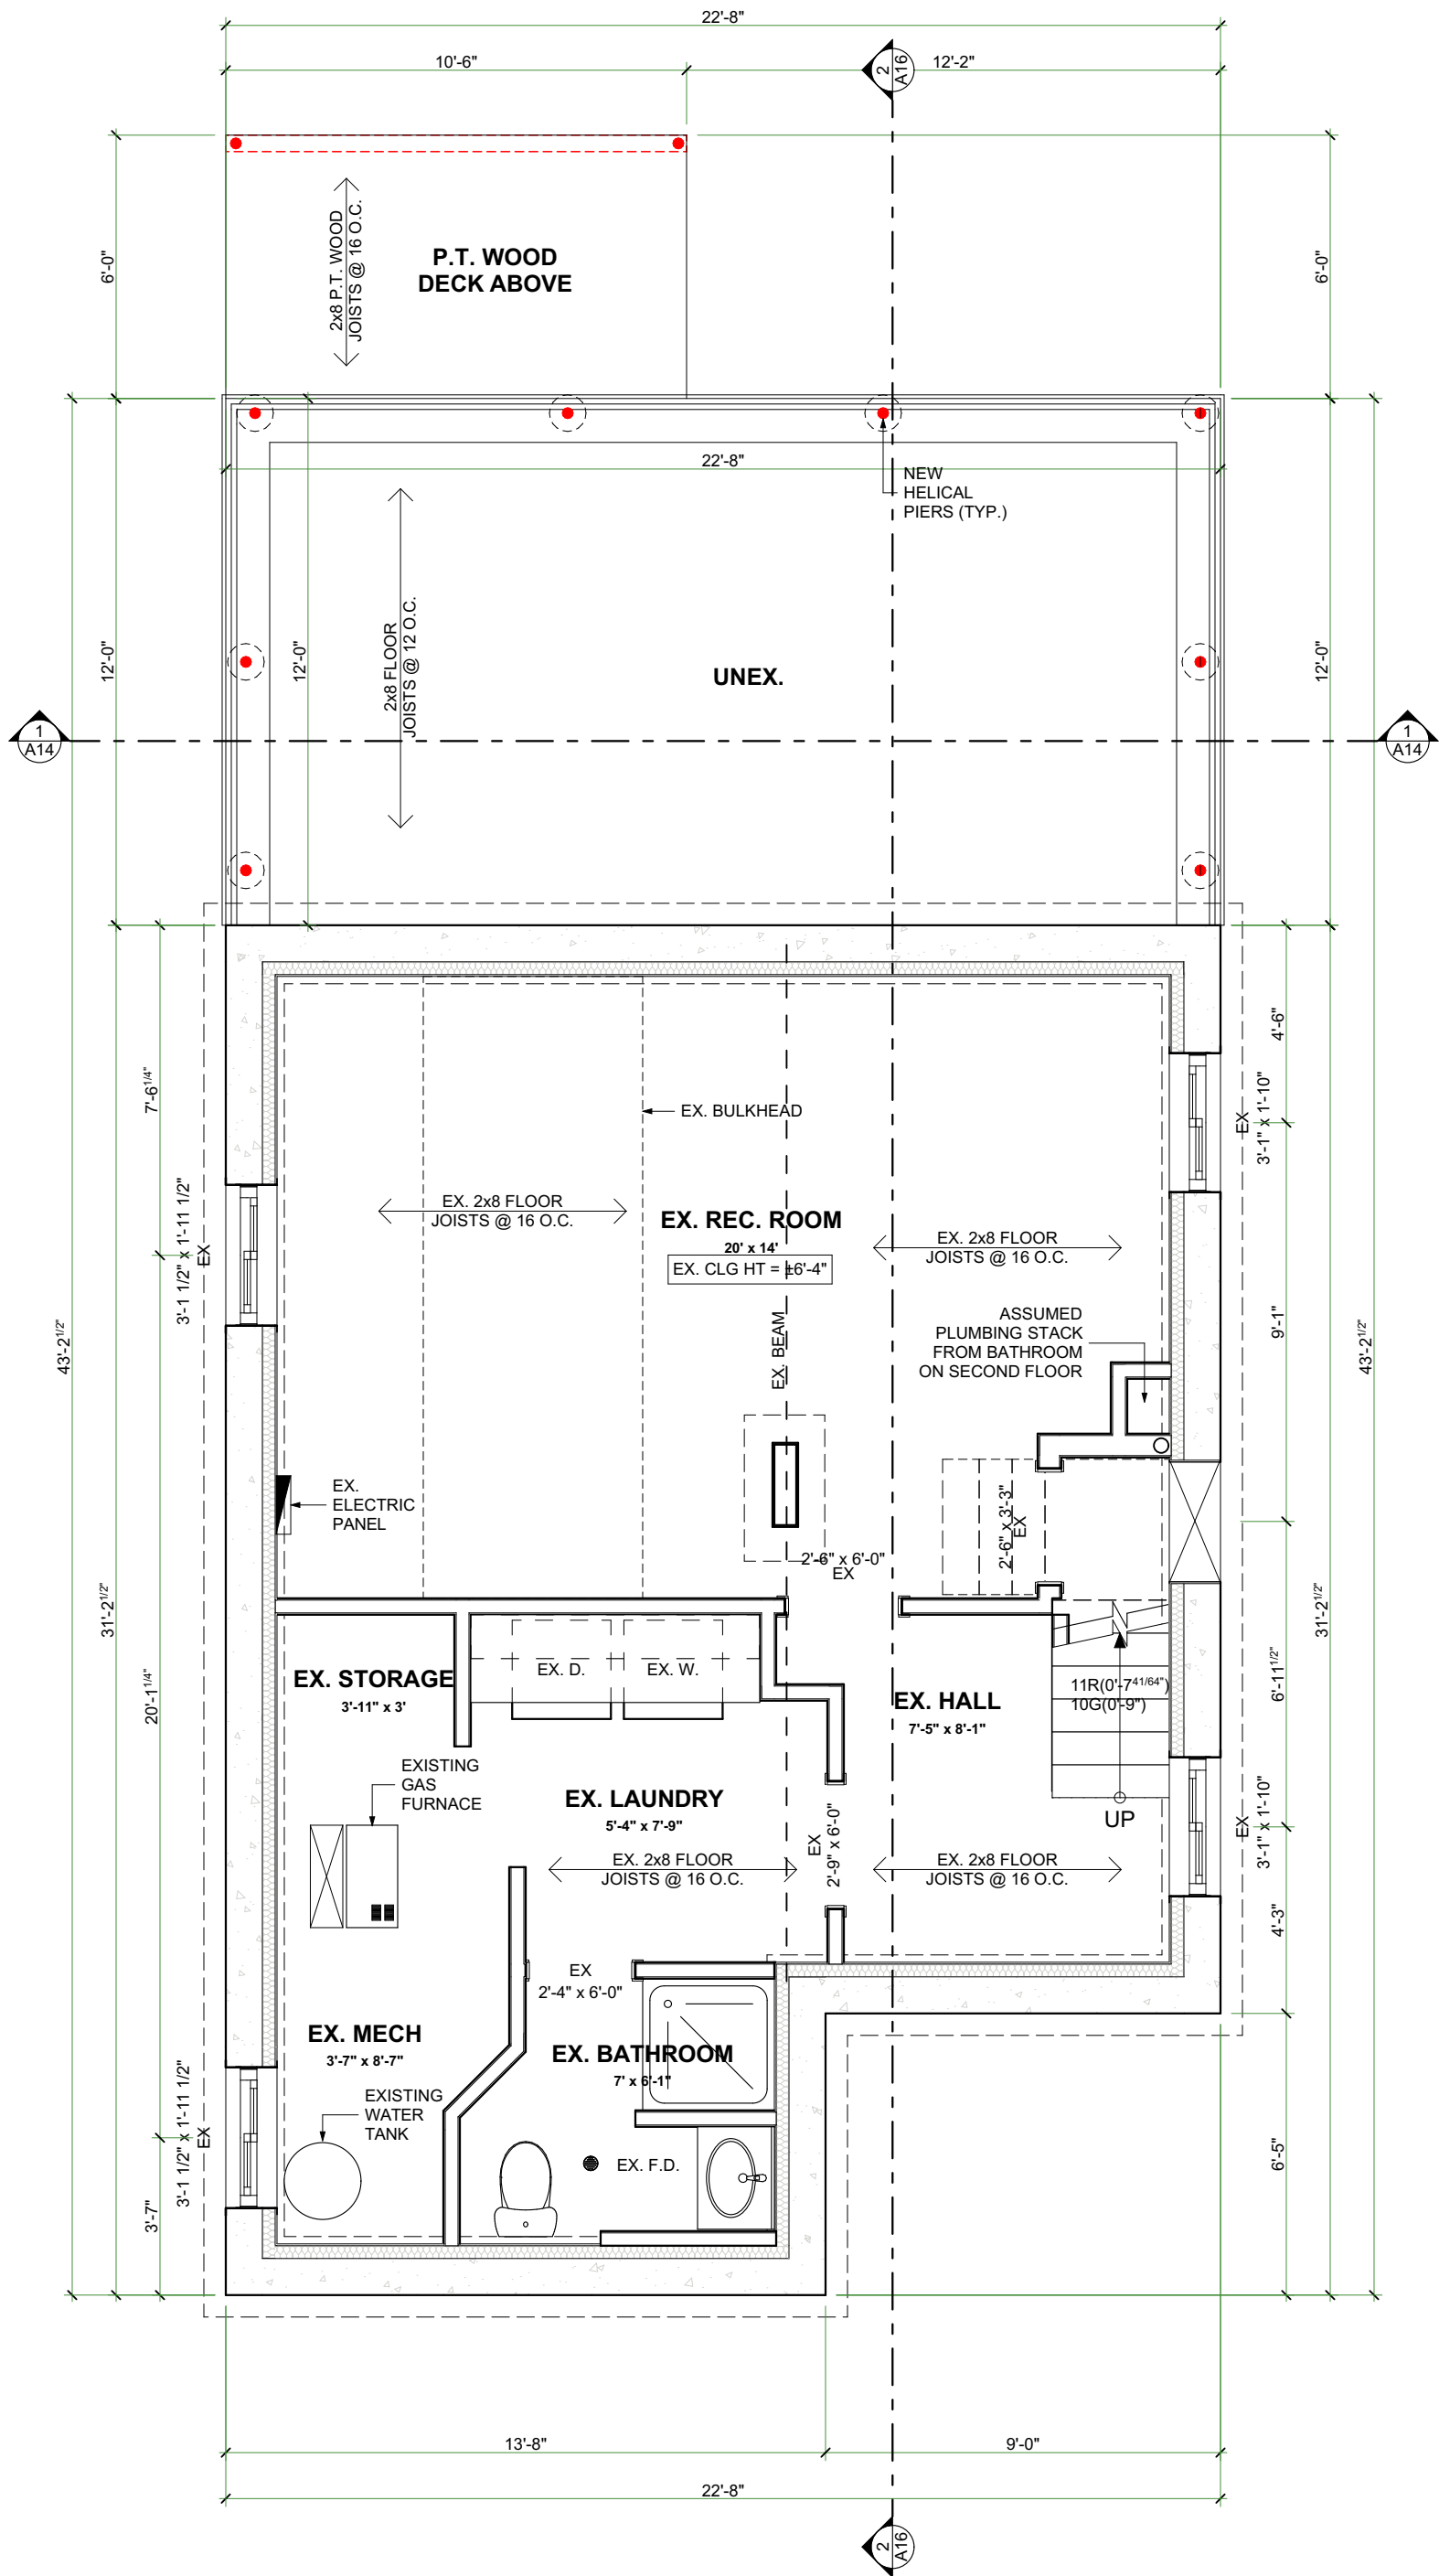 22'-8"
10'-6"
12'-2"
2
A16
6'-0"
2x8 P.T. WOOD
JOISTS @ 16 O.C.
P.T. WOOD
DECK ABOVE
6'-0"
22'-8"
NEW
HELICAL
PIERS (TYP.)
12'-0"
12'-0"
2x8 FLOOR
JOISTS @ 12 O.C.
UNEX.
12'-0"
1
A14
1
A14
4'-6"
7'-6 1/4"
EX. BULKHEAD
EX
3'-1" x 1'-10"
3'-1 1/2" x 1'-11 1/2"
EX
EX. 2x8 FLOOR
JOISTS @ 16 O.C.
EX. REC. ROOM
20' x 14'
EX. CLG HT = ±6'-4"
EX. 2x8 FLOOR
JOISTS @ 16 O.C.
9'-1"
43'-2 1/2"
43'-2 1/2"
EX. BEAM
ASSUMED
PLUMBING STACK
FROM BATHROOM
ON SECOND FLOOR
EX.
ELECTRIC
PANEL
2'-6" x 3'-3"
EX
2'-6" x 6'-0"
EX
31'-2 1/2"
31'-2 1/2"
20'-1 1/4"
EX. STORAGE
3'-11" x 3'
EX. D.
EX. W.
EX. HALL
7'-5" x 8'-1"
11R(0'-7 41/64")
10G(0'-9")
6'-11 1/2"
EXISTING
GAS
FURNACE
EX. LAUNDRY
5'-4" x 7'-9"
UP
EX
3'-1" x 1'-10"
EX
2'-9" x 6'-0"
EX. 2x8 FLOOR
JOISTS @ 16 O.C.
EX. 2x8 FLOOR
JOISTS @ 16 O.C.
4'-3"
EX
2'-4" x 6'-0"
EX. MECH
3'-7" x 8'-7"
EX. BATHROOM
7' x 6'-1"
3'-1 1/2" x 1'-11 1/2"
EX
EXISTING
WATER
TANK
EX. F.D.
6'-5"
3'-7"
13'-8"
9'-0"
22'-8"
2
A16